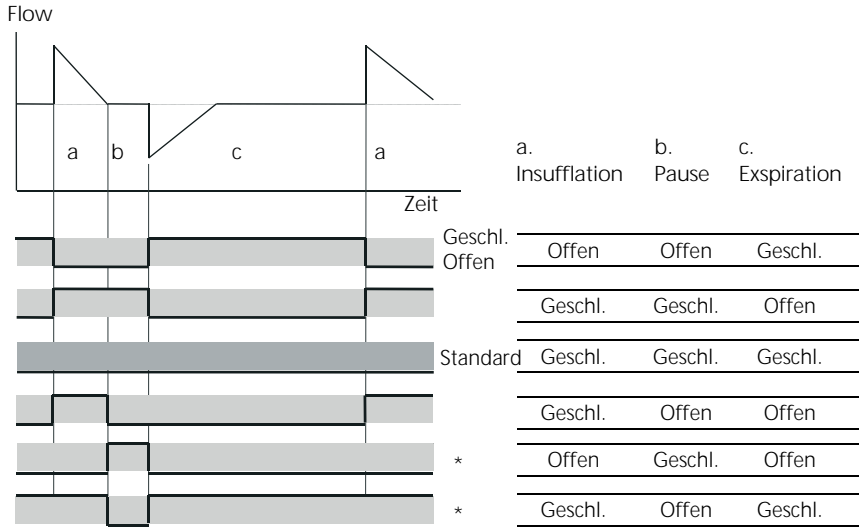 Flow
a b c a
Zeit
a. b. c.
Insufflation Pause Exspiration
Geschl.
Offen
Offen Offen Geschl.
Geschl. Geschl. Offen
Standard Geschl. Geschl. Geschl.
Geschl. Offen Offen
* Offen Geschl. Offen
* Geschl. Offen Geschl.